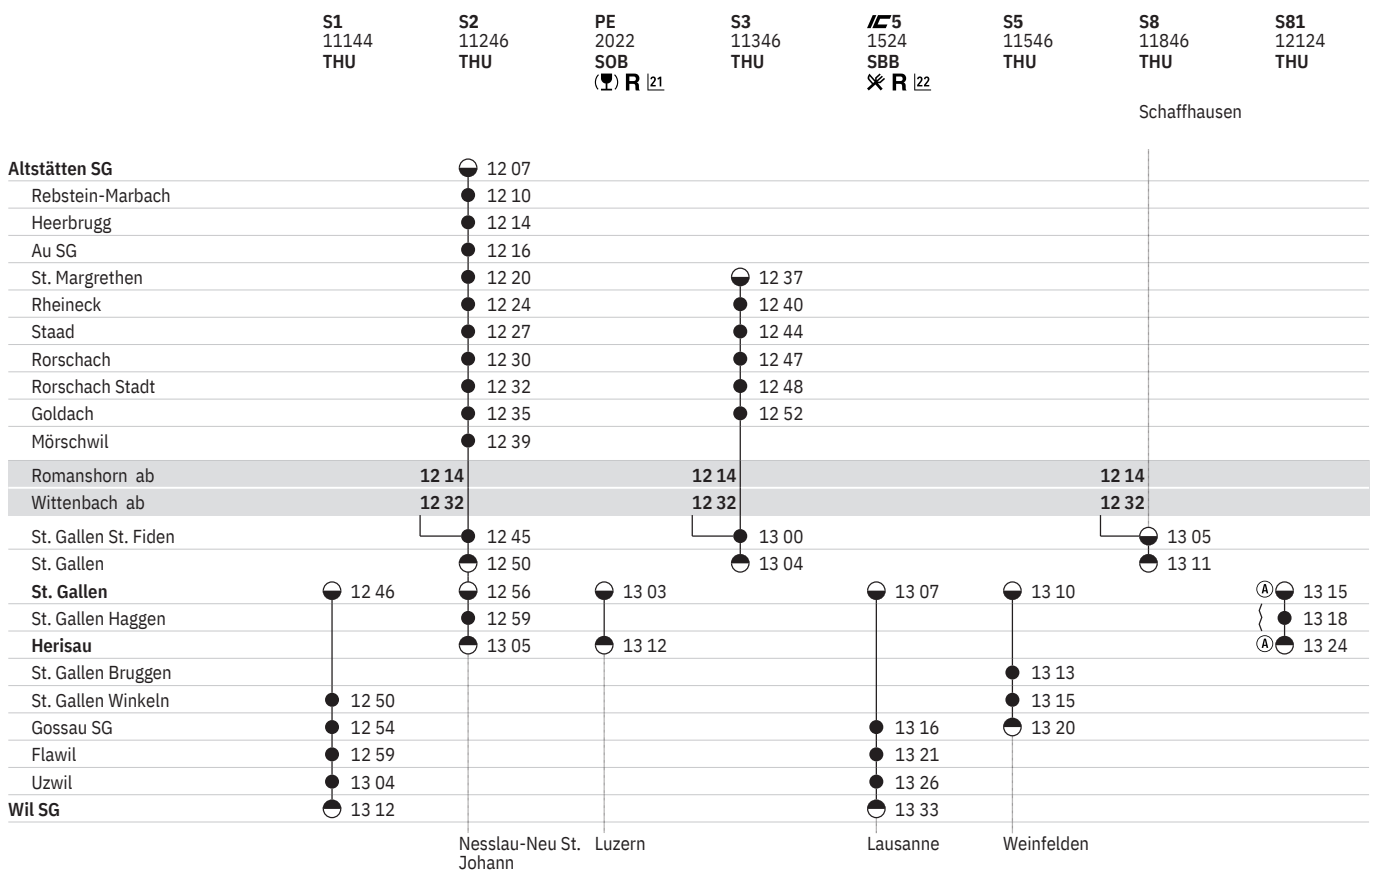 S1 S2 PE S3 IC5 S5 S8 S81
11144 11246 2022 11346 1524 11546 11846 12124
THU THU SOB THU SBB THU THU THU
R 21 R 22
Schaffhausen
Altstätten SG 12 07
Rebstein-Marbach 12 10
Heerbrugg 12 14
Au SG 12 16
St. Margrethen 12 20 12 37
Rheineck 12 24 12 40
Staad 12 27 12 44
Rorschach 12 30 12 47
Rorschach Stadt 12 32 12 48
Goldach 12 35 12 52
Mörschwil 12 39
Romanshorn ab 12 14 12 14 12 14
Wittenbach ab 12 32 12 32 12 32
St. Gallen St. Fiden 12 45 13 00 13 05
St. Gallen 12 50 13 04 13 11
St. Gallen 12 46 12 56 13 03 13 07 13 10 A 13 15
St. Gallen Haggen 12 59 13 18
Herisau 13 05 13 12 A 13 24
St. Gallen Bruggen 13 13
St. Gallen Winkeln 12 50 13 15
Gossau SG 12 54 13 16 13 20
Flawil 12 59 13 21
Uzwil 13 04 13 26
Wil SG 13 12 13 33
Nesslau-Neu St. Luzern Lausanne Weinfelden
Johann